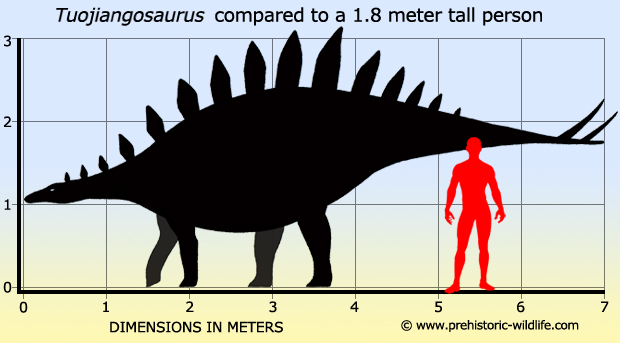 Tuojiangosaurus compared to a 1.8 meter tall person
3
2
1
0
0 1 2 3 4 5 6 7
DIMENSIONS IN METERS © www.prehistoric-wildlife.com